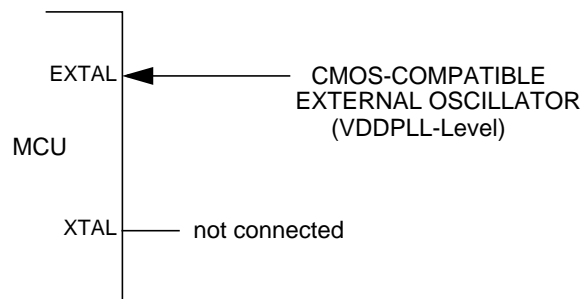 EXTAL
CMOS-COMPATIBLE
EXTERNAL OSCILLATOR
(VDDPLL-Level)
MCU
XTAL
not connected